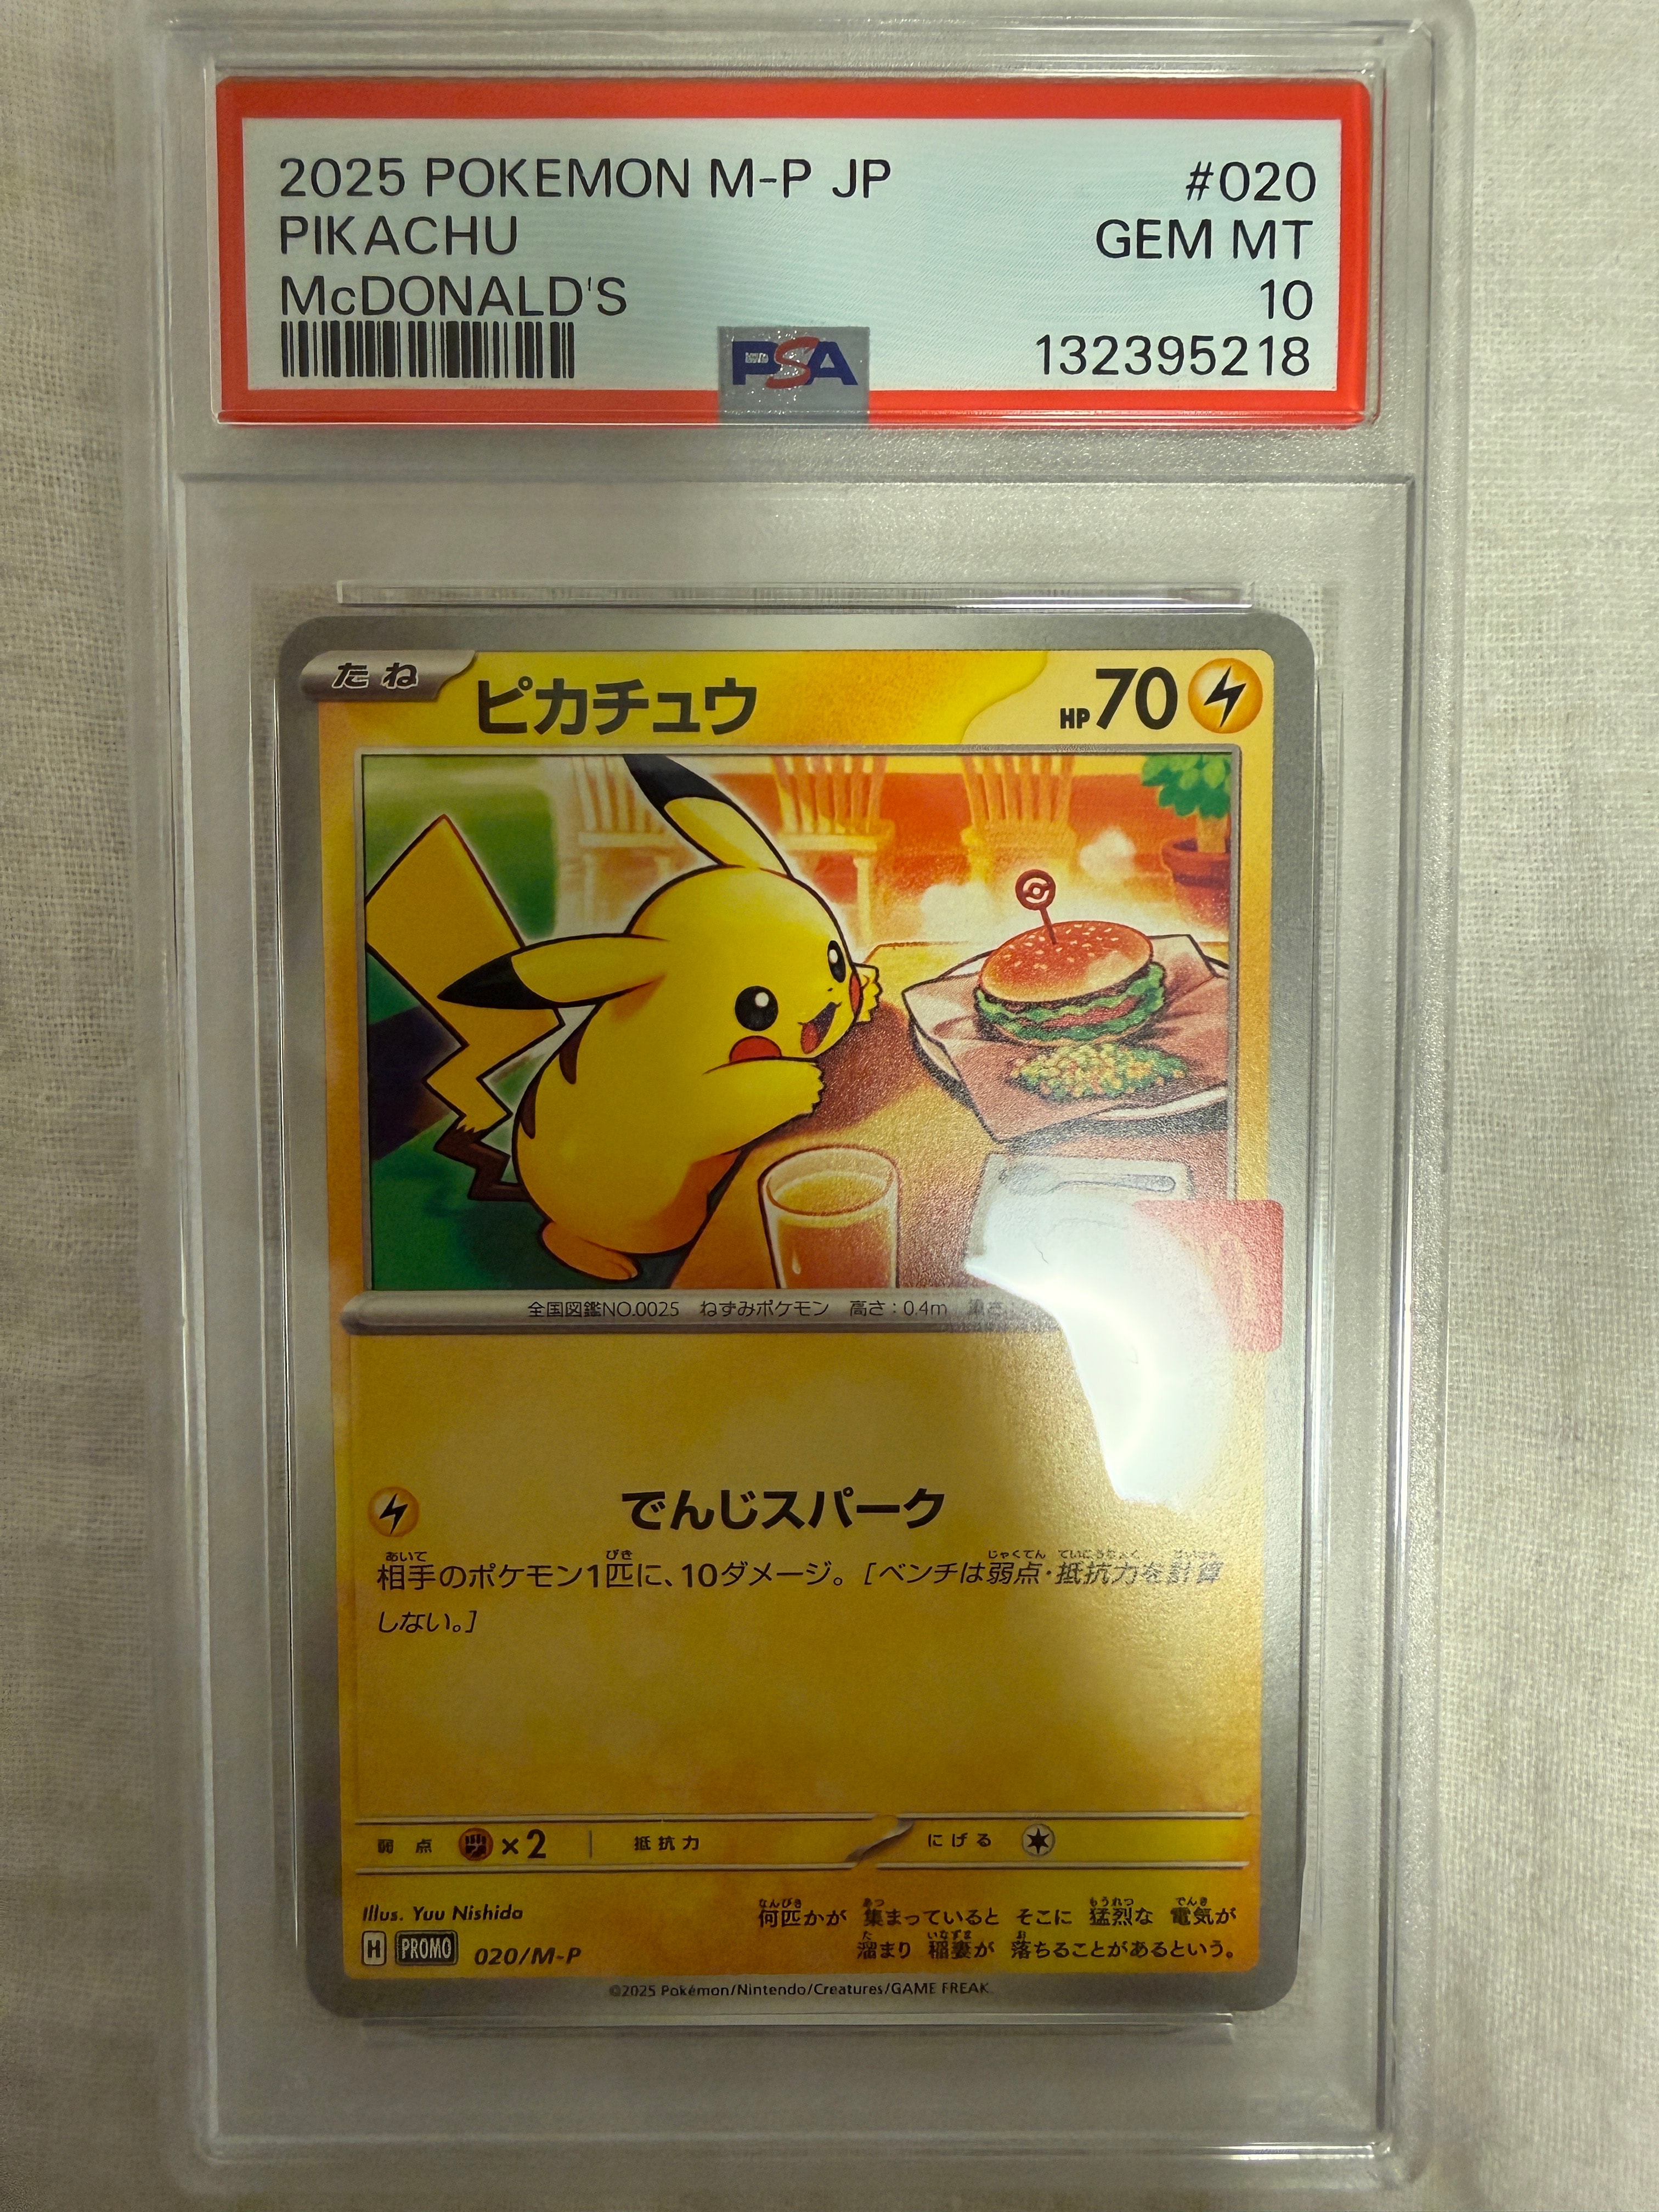 2025 POKEMON M-P JP #020
PIKACHU GEM MT
McDONALD'S 10
PSA 132395218
たね ピカチュウ HP70
全国図鑑NO.0025 ねずみポケモン 高さ：0.4m
でんじスパーク
相手のポケモン1匹に、10ダメージ。［ベンチは弱点・抵抗力を計算
しない。］
弱点 ×2 抵抗力 にげる
Illus. Yuu Nishida
何匹かが 集まっていると そこに 猛烈な 電気が
溜まり 稲妻が 落ちることがあるという。
H PROMO 020/M-P
©2025 Pokémon/Nintendo/Creatures/GAME FREAK.